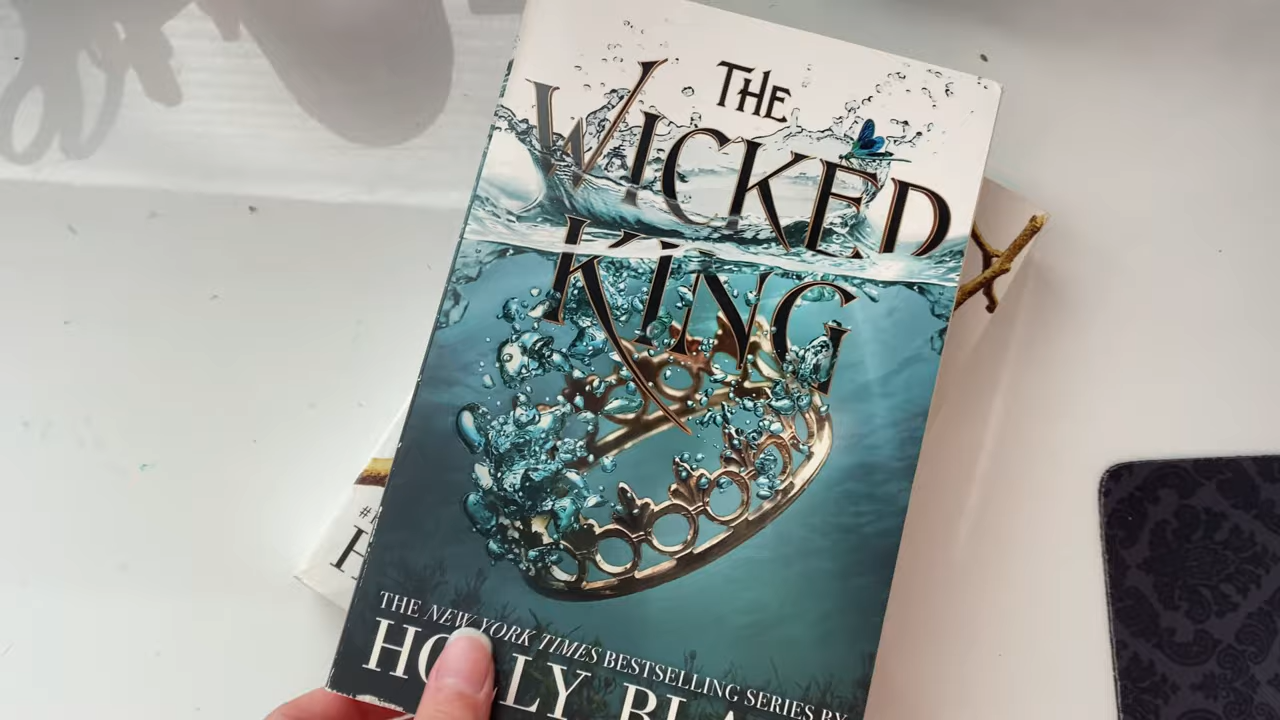 THE
WICKED
KING
THE NEW YORK TIMES BESTSELLING SERIES BY
HOLLY BLA
#
H